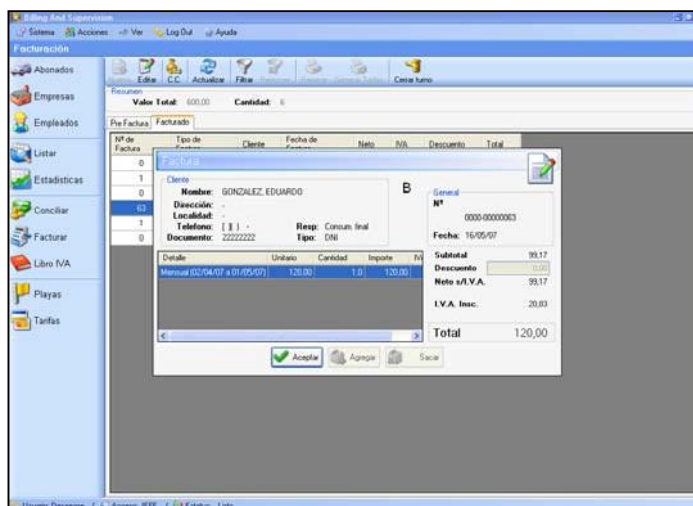 Billing And Supervision
Sistema Acciones Ver Log Out Ayuda
Facturación
Abonados
Empresas
Empleados
Listar
Estadisticas
Conciliar
Facturar
Libro IVA
Playas
Tarifas
Editar C.C. Actualizar Filtrar Cerrar turno
Resumen
Valor Total: 600,00 Cantidad: 6
Pre Factura Facturado
Nº de Factura Tipo de Cliente Fecha de Neto IVA Descuento Total
0
1
0
63
1
0
Factura
Cliente
Nombre: GONZALEZ, EDUARDO
Dirección: -
Localidad: -
Telefono: [ ][ ] - Resp: Consum. final
Documento: 22222222 Tipo: DNI
B
General
Nº
0000-00000063
Fecha: 16/05/07
Detalle Unitario Cantidad Importe IV
Mensual (02/04/07 a 01/05/07) 120,00 1,0 120,00
Subtotal 99,17
Descuento 0,00
Neto s/I.V.A. 99,17
I.V.A. Insc. 20,83
Total 120,00
Aceptar Agregar Sacar